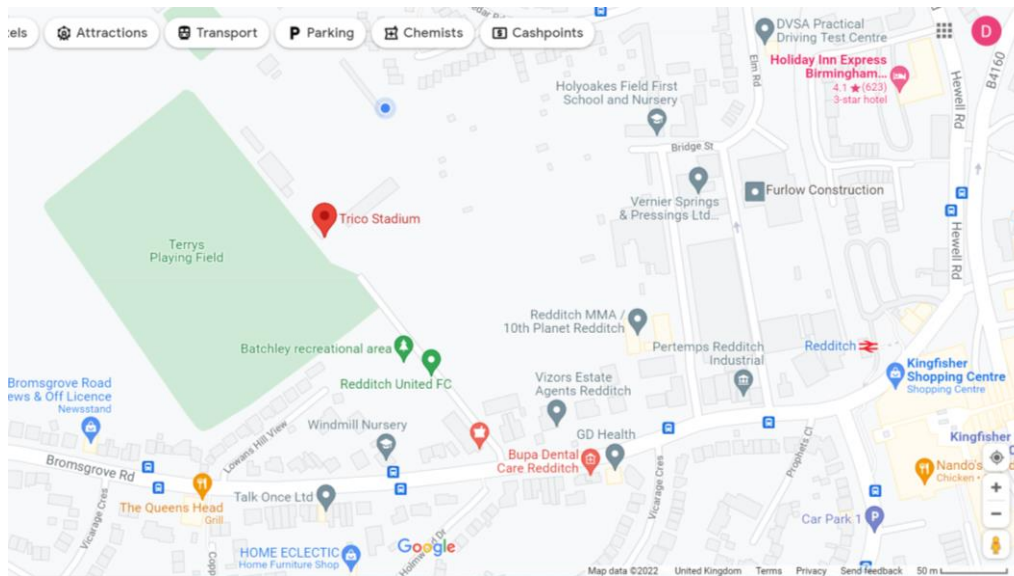 els
Attractions
Transport
P Parking
Chemists
Cashpoints
DVSA Practical
Driving Test Centre
D
Elm Rd
Holiday Inn Express
Birmingham...
4.1 ★ (623)
3-star hotel
Hewell Rd
B4160
Holyoakes Field First
School and Nursery
Bridge St
Vernier Springs
& Pressings Ltd...
Furlow Construction
Trico Stadium
Terrys
Playing Field
Hewell Rd
Redditch MMA /
10th Planet Redditch
Batchley recreational area
Redditch United FC
Pertemps Redditch
Industrial
Redditch
Kingfisher
Shopping Centre
Shopping Centre
Bromsgrove Road
ews & Off Licence
Newsstand
Vizors Estate
Agents Redditch
Windmill Nursery
Lowans Hill View
GD Health
Prophets Cl
Kingfisher
Bromsgrove Rd
Bupa Dental
Care Redditch
Nando's
Chicken •
Vicarage Cres
The Queens Head
Grill
Talk Once Ltd
Vicarage Cres
Car Park 1
P
HOME ECLECTIC
Home Furniture Shop
Google
Map data ©2022
United Kingdom
Terms
Privacy
Send feedback
50 m